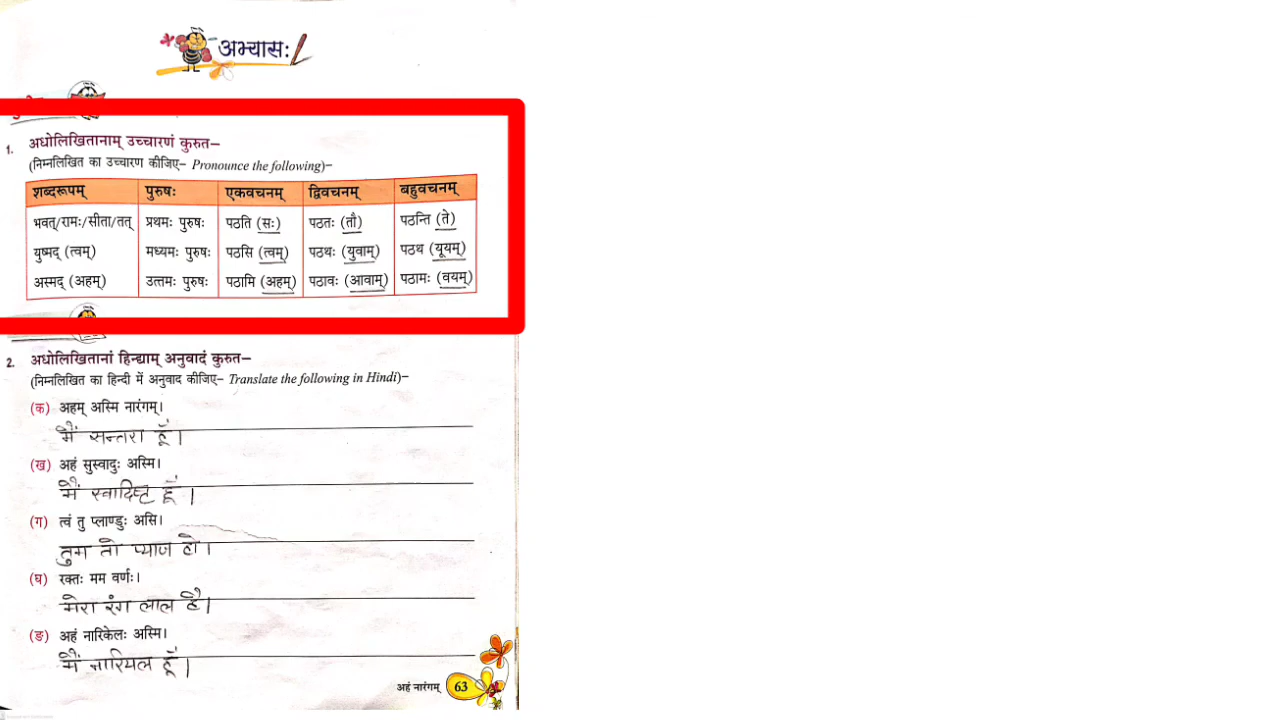 अभ्यासः
1. अधोलिखितानाम् उच्चारणं कुरुत–
(निम्नलिखित का उच्चारण कीजिए– Pronounce the following)–
शब्दरूपम् पुरुषः एकवचनम् द्विवचनम् बहुवचनम्
भवत्/रामः/सीता/तत् प्रथमः पुरुषः पठति (सः) पठतः (तौ) पठन्ति (ते)
युष्मद् (त्वम्) मध्यमः पुरुषः पठसि (त्वम्) पठथः (युवाम्) पठथ (यूयम्)
अस्मद् (अहम्) उत्तमः पुरुषः पठामि (अहम्) पठावः (आवाम्) पठामः (वयम्)
2. अधोलिखितानां हिन्द्याम् अनुवादं कुरुत–
(निम्नलिखित का हिन्दी में अनुवाद कीजिए– Translate the following in Hindi)–
(क) अहम् अस्मि नारंगम्।
मैं सन्तरा हूँ।
(ख) अहं सुस्वादुः अस्मि।
मैं स्वादिष्ट हूँ।
(ग) त्वं तु प्लाण्डुः असि।
तुम तो प्याज हो।
(घ) रक्तः मम वर्णः।
मेरा रंग लाल है।
(ङ) अहं नारिकेलः अस्मि।
मैं नारियल हूँ।
अहं नारंगम् 63